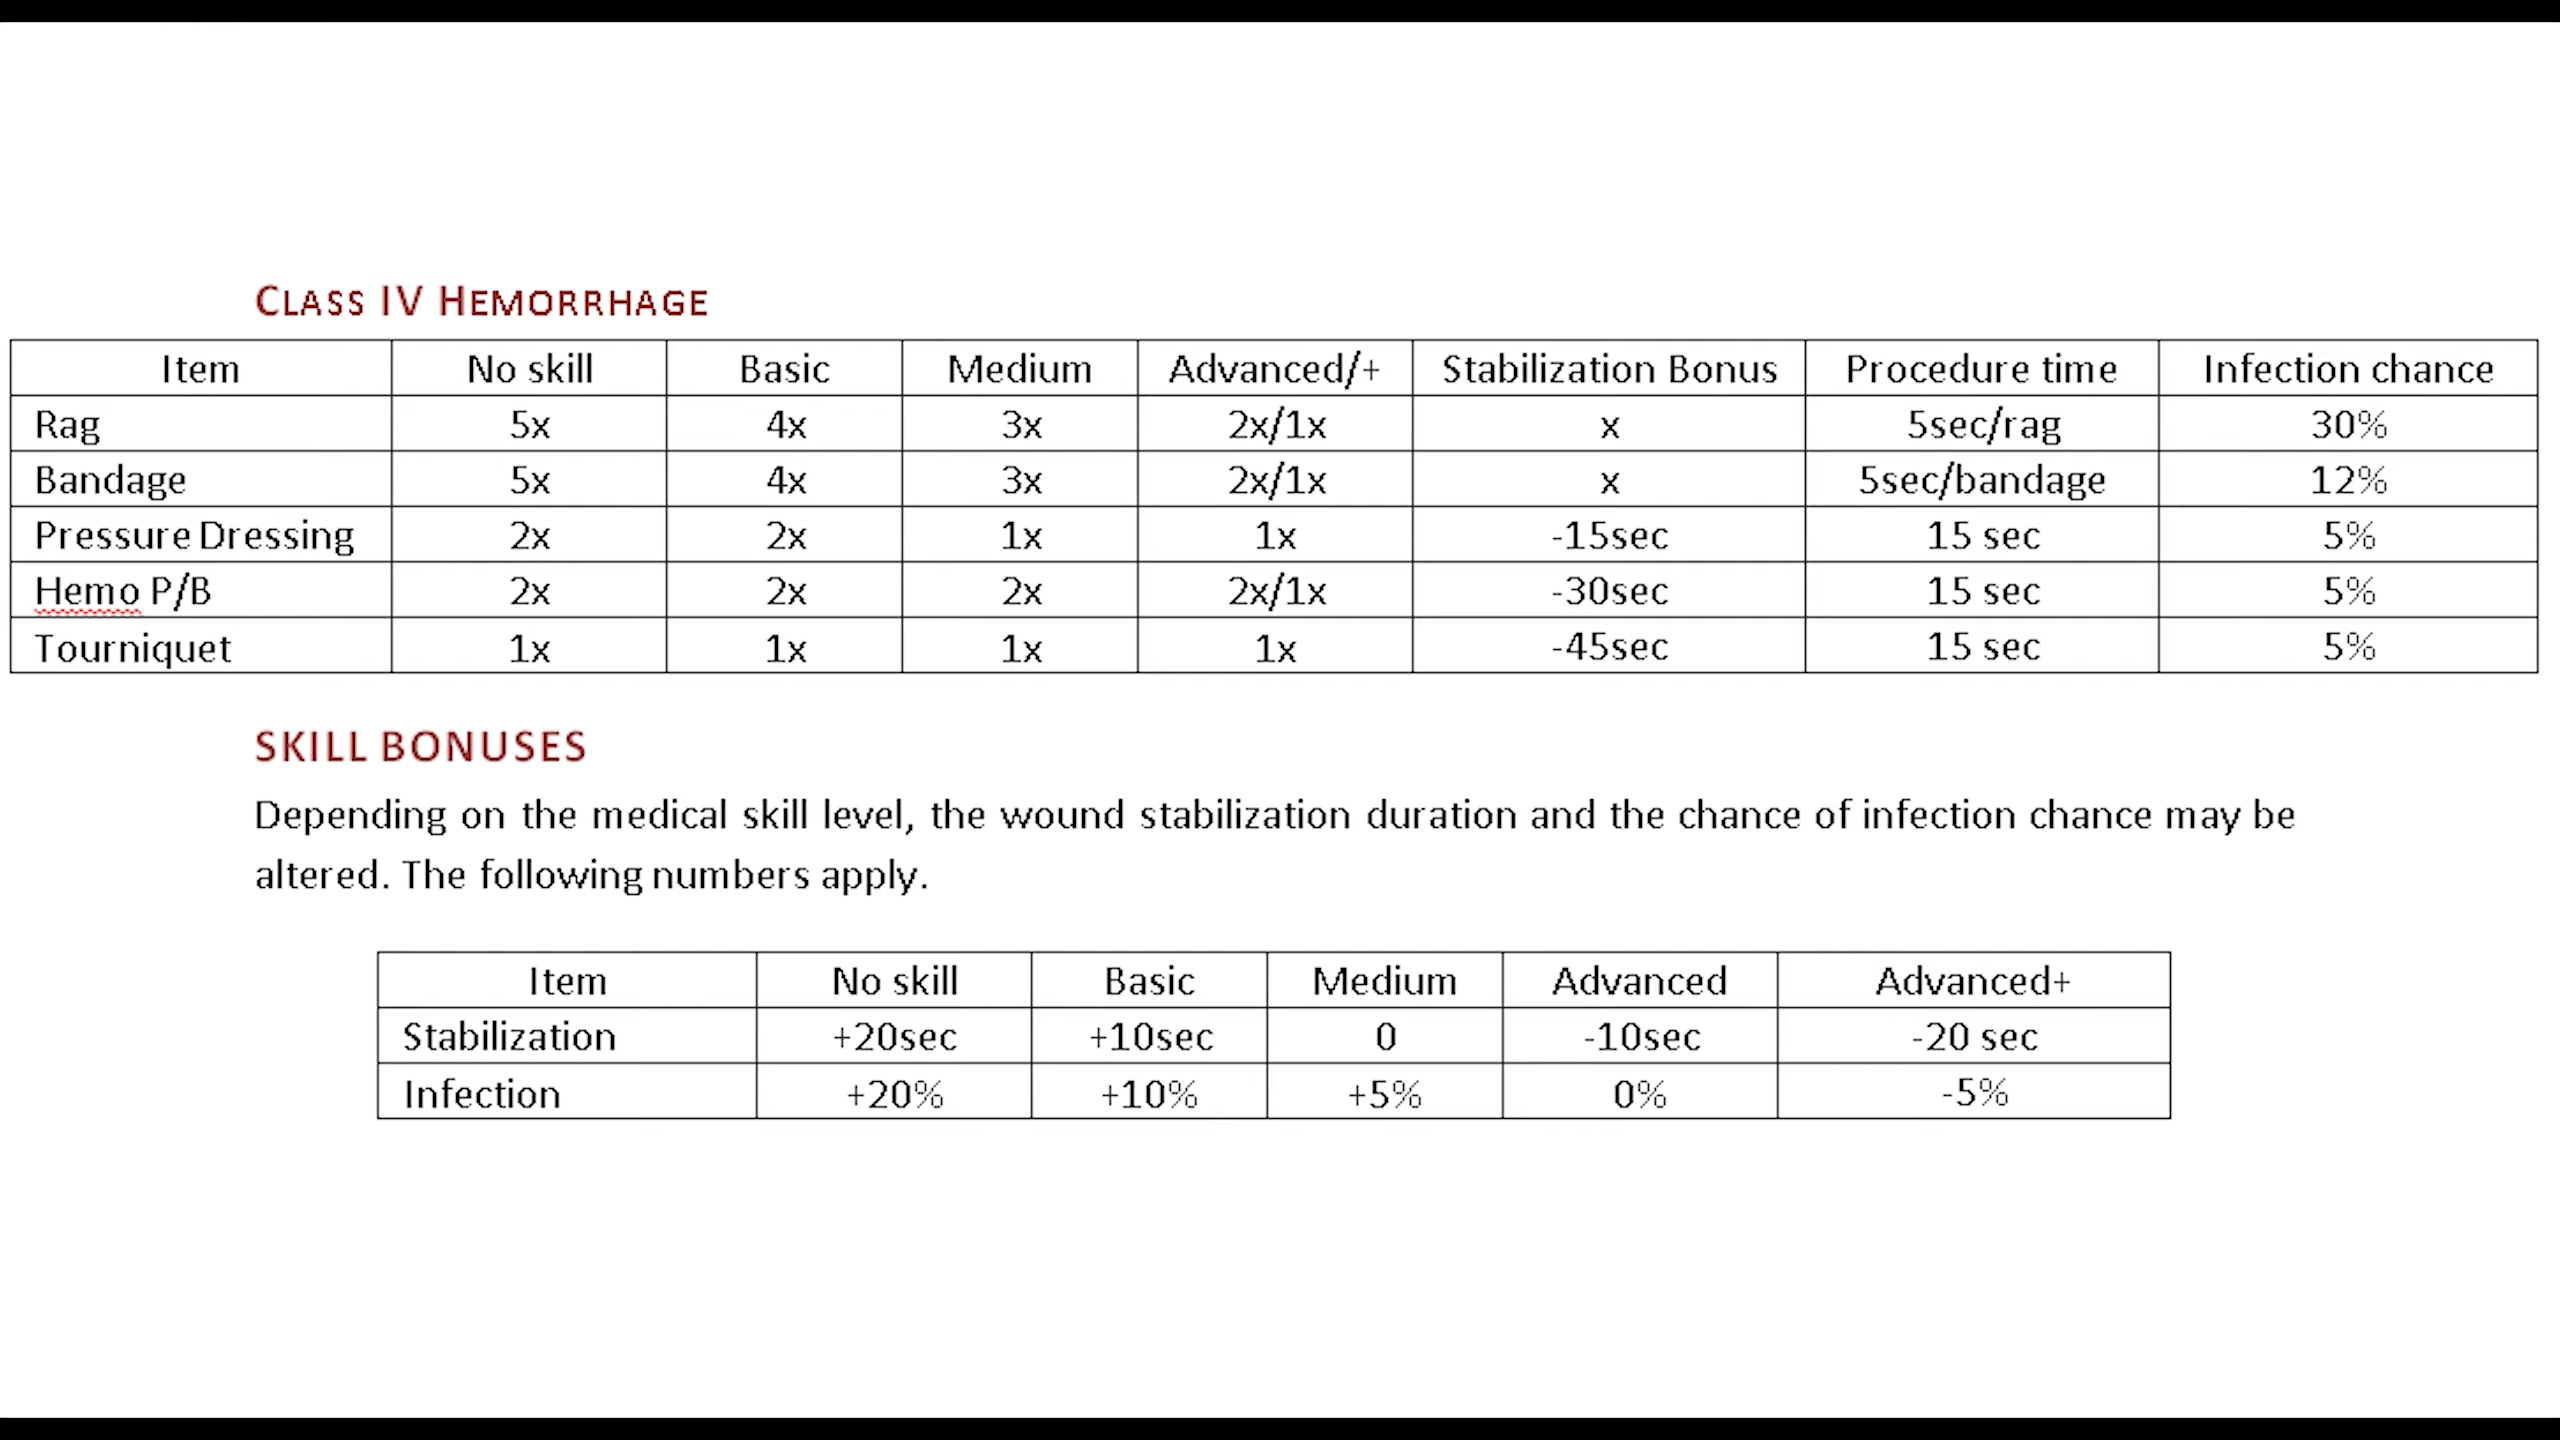 CLASS IV HEMORRHAGE
Item No skill Basic Medium Advanced/+ Stabilization Bonus Procedure time Infection chance
Rag 5x 4x 3x 2x/1x x 5sec/rag 30%
Bandage 5x 4x 3x 2x/1x x 5sec/bandage 12%
Pressure Dressing 2x 2x 1x 1x -15sec 15 sec 5%
Hemo P/B 2x 2x 2x 2x/1x -30sec 15 sec 5%
Tourniquet 1x 1x 1x 1x -45sec 15 sec 5%
SKILL BONUSES
Depending on the medical skill level, the wound stabilization duration and the chance of infection chance may be
altered. The following numbers apply.
Item No skill Basic Medium Advanced Advanced+
Stabilization +20sec +10sec 0 -10sec -20 sec
Infection +20% +10% +5% 0% -5%